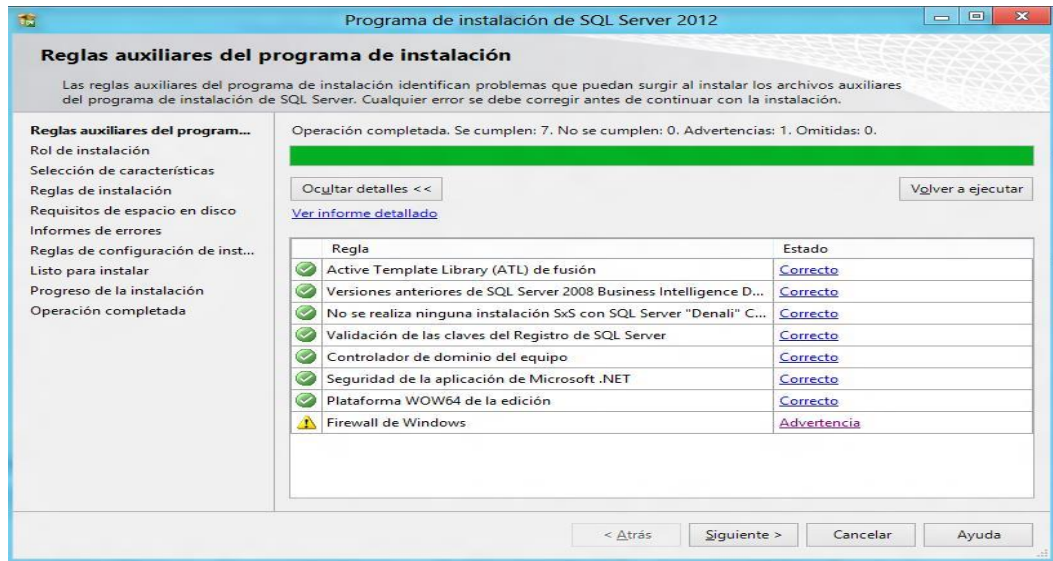 Programa de instalación de SQL Server 2012
Reglas auxiliares del programa de instalación
Las reglas auxiliares del programa de instalación identifican problemas que puedan surgir al instalar los archivos auxiliares
del programa de instalación de SQL Server. Cualquier error se debe corregir antes de continuar con la instalación.
Reglas auxiliares del program...
Rol de instalación
Selección de características
Reglas de instalación
Requisitos de espacio en disco
Informes de errores
Reglas de configuración de inst...
Listo para instalar
Progreso de la instalación
Operación completada
Operación completada. Se cumplen: 7. No se cumplen: 0. Advertencias: 1. Omitidas: 0.
Ocultar detalles << Volver a ejecutar
Ver informe detallado
Regla Estado
Active Template Library (ATL) de fusión Correcto
Versiones anteriores de SQL Server 2008 Business Intelligence D... Correcto
No se realiza ninguna instalación SxS con SQL Server "Denali" C... Correcto
Validación de las claves del Registro de SQL Server Correcto
Controlador de dominio del equipo Correcto
Seguridad de la aplicación de Microsoft .NET Correcto
Plataforma WOW64 de la edición Correcto
Firewall de Windows Advertencia
< Atrás Siguiente > Cancelar Ayuda